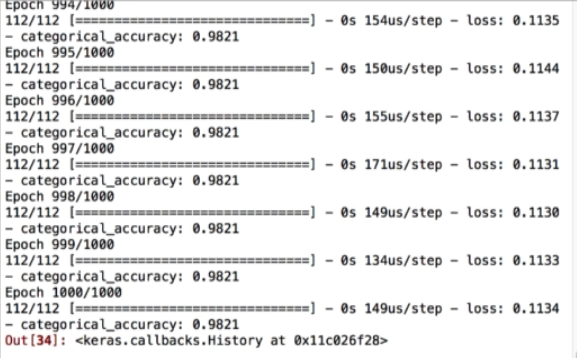 Epoch 994/1000
112/112 [==============================] - 0s 154us/step - loss: 0.1135
- categorical_accuracy: 0.9821
Epoch 995/1000
112/112 [==============================] - 0s 150us/step - loss: 0.1144
- categorical_accuracy: 0.9821
Epoch 996/1000
112/112 [==============================] - 0s 155us/step - loss: 0.1137
- categorical_accuracy: 0.9821
Epoch 997/1000
112/112 [==============================] - 0s 171us/step - loss: 0.1131
- categorical_accuracy: 0.9821
Epoch 998/1000
112/112 [==============================] - 0s 149us/step - loss: 0.1130
- categorical_accuracy: 0.9821
Epoch 999/1000
112/112 [==============================] - 0s 134us/step - loss: 0.1133
- categorical_accuracy: 0.9821
Epoch 1000/1000
112/112 [==============================] - 0s 149us/step - loss: 0.1134
- categorical_accuracy: 0.9821
Out[34]: <keras.callbacks.History at 0x11c026f28>